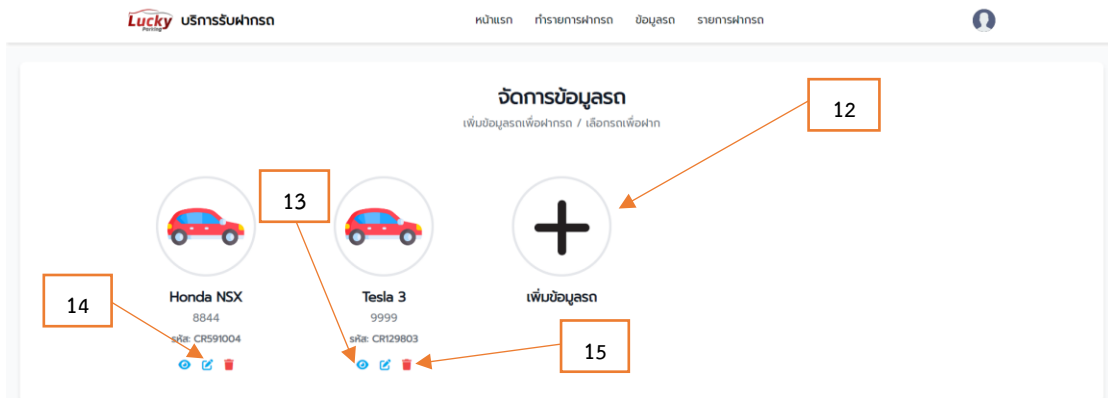 Lucky Parking บริการรับฝากรถ หน้าแรก ทำรายการฝากรถ ข้อมูลรถ รายการฝากรถ
จัดการข้อมูลรถ
เพิ่มข้อมูลรถเพื่อฝากรถ / เลือกรถเพื่อฝาก
12
13
14
Honda NSX
8844
รหัส: CR591004
Tesla 3
9999
รหัส: CR129803
เพิ่มข้อมูลรถ
15